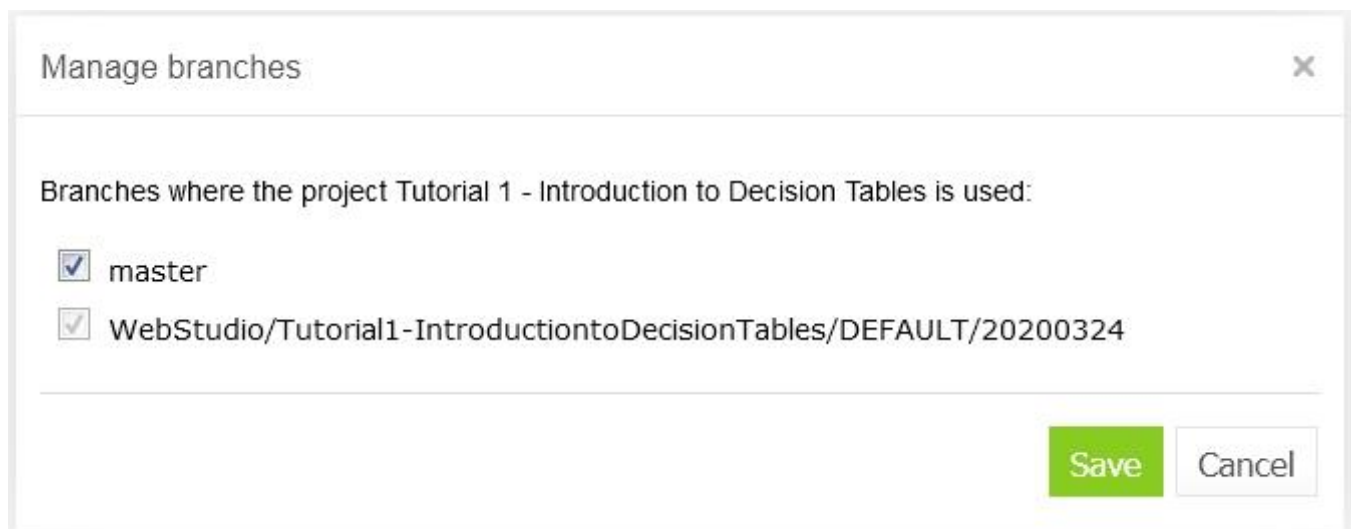 Manage branches
Branches where the project Tutorial 1 - Introduction to Decision Tables is used:
master
WebStudio/Tutorial1-IntroductiontoDecisionTables/DEFAULT/20200324
Save Cancel